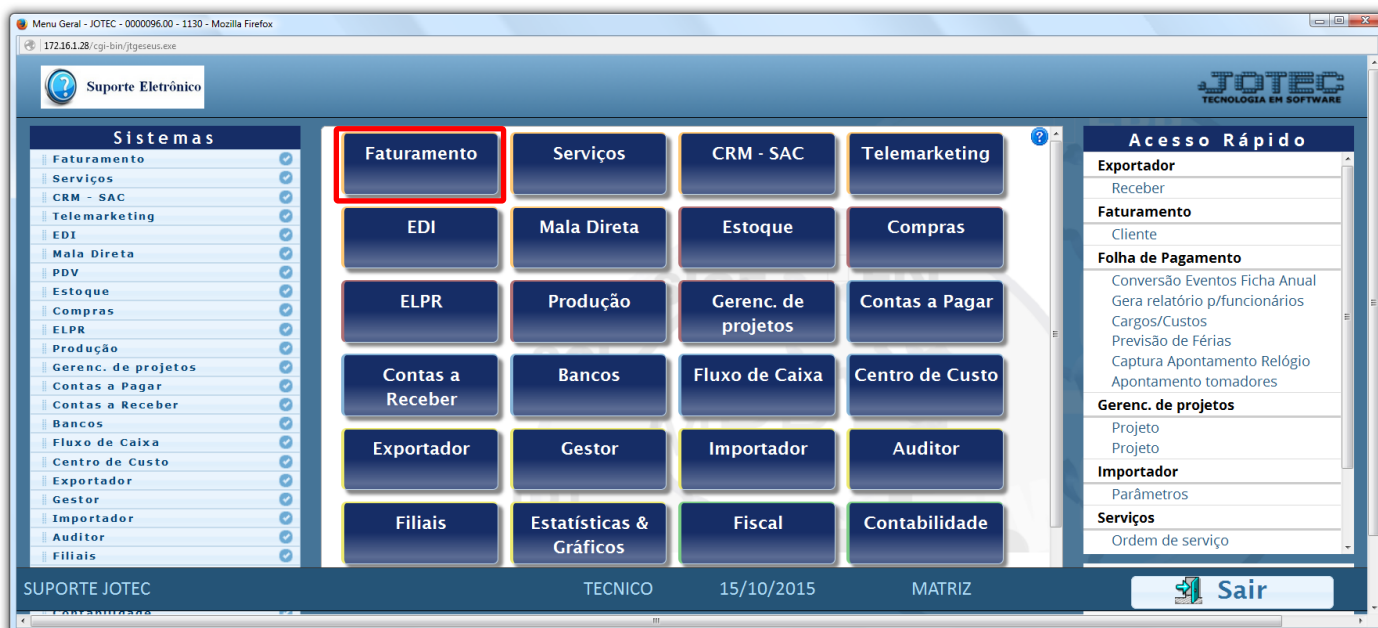 Menu Geral - JOTEC - 0000096.00 - 1130 - Mozilla Firefox
172.16.1.28/cgi-bin/jtgeseus.exe
Suporte Eletrônico
JOTEC
TECNOLOGIA EM SOFTWARE
Sistemas
Faturamento
Serviços
CRM - SAC
Telemarketing
EDI
Mala Direta
PDV
Estoque
Compras
ELPR
Produção
Gerenc. de projetos
Contas a Pagar
Contas a Receber
Bancos
Fluxo de Caixa
Centro de Custo
Exportador
Gestor
Importador
Auditor
Filiais
Contabilidade
Faturamento
Serviços
CRM - SAC
Telemarketing
EDI
Mala Direta
Estoque
Compras
ELPR
Produção
Gerenc. de
projetos
Contas a Pagar
Contas a
Receber
Bancos
Fluxo de Caixa
Centro de Custo
Exportador
Gestor
Importador
Auditor
Filiais
Estatísticas &
Gráficos
Fiscal
Contabilidade
Acesso Rápido
Exportador
Receber
Faturamento
Cliente
Folha de Pagamento
Conversão Eventos Ficha Anual
Gera relatório p/funcionários
Cargos/Custos
Previsão de Férias
Captura Apontamento Relógio
Apontamento tomadores
Gerenc. de projetos
Projeto
Projeto
Importador
Parâmetros
Serviços
Ordem de serviço
SUPORTE JOTEC
TECNICO
15/10/2015
MATRIZ
Sair